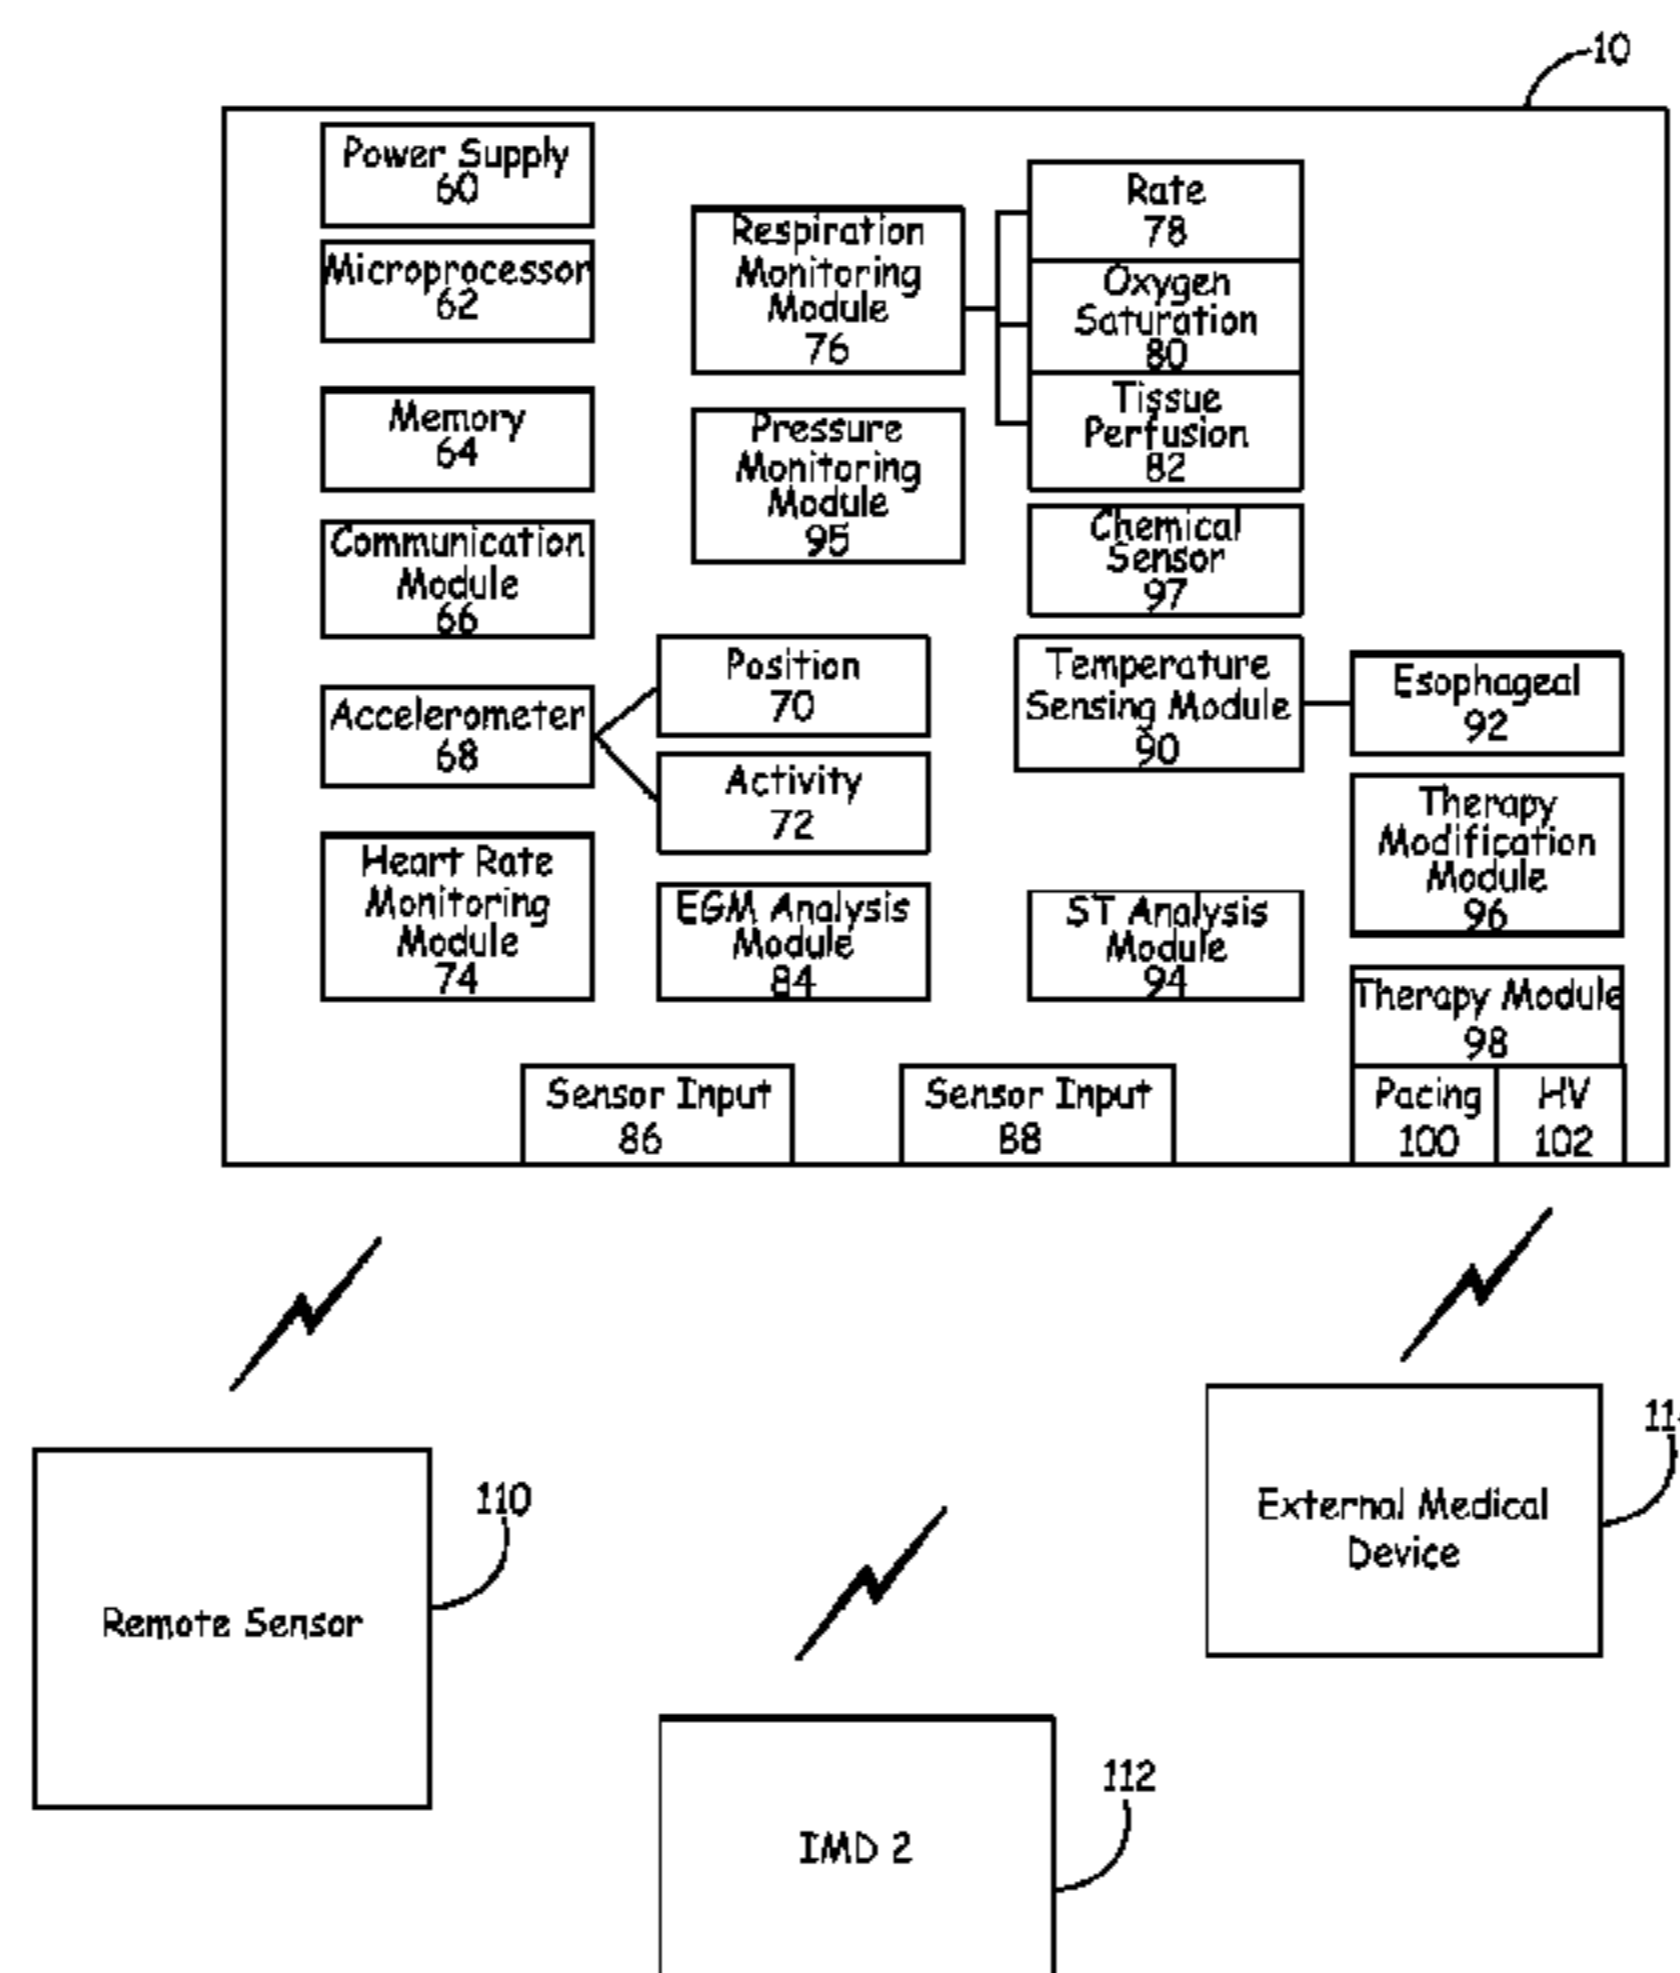 10
Power Supply
60
Microprocessor
62
Memory
64
Communication
Module
66
Accelerometer
68
Heart Rate
Monitoring
Module
74
Respiration
Monitoring
Module
76
Pressure
Monitoring
Module
95
Position
70
Activity
72
EGM Analysis
Module
84
Rate
78
Oxygen
Saturation
80
Tissue
Perfusion
82
Chemical
Sensor
97
Temperature
Sensing Module
90
ST Analysis
Module
94
Esophageal
92
Therapy
Modification
Module
96
Therapy Module
98
Pacing
100
HV
102
Sensor Input
86
Sensor Input
88
Remote Sensor
110
IMD 2
112
External Medical
Device